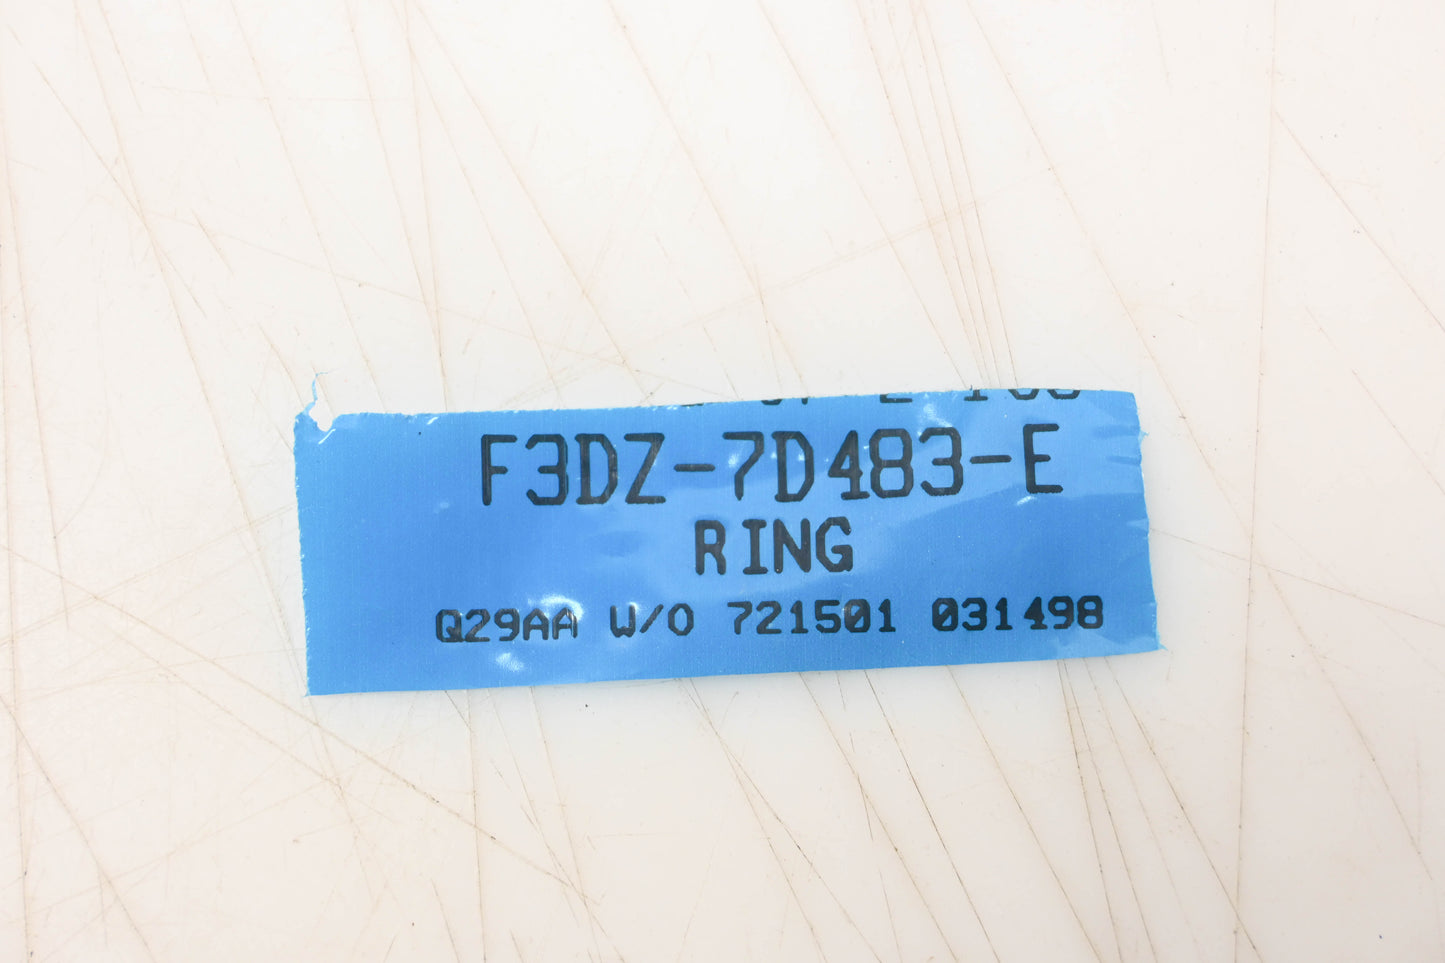 F3DZ-7D483-E
RING
Q29AA W/O 721501 031498